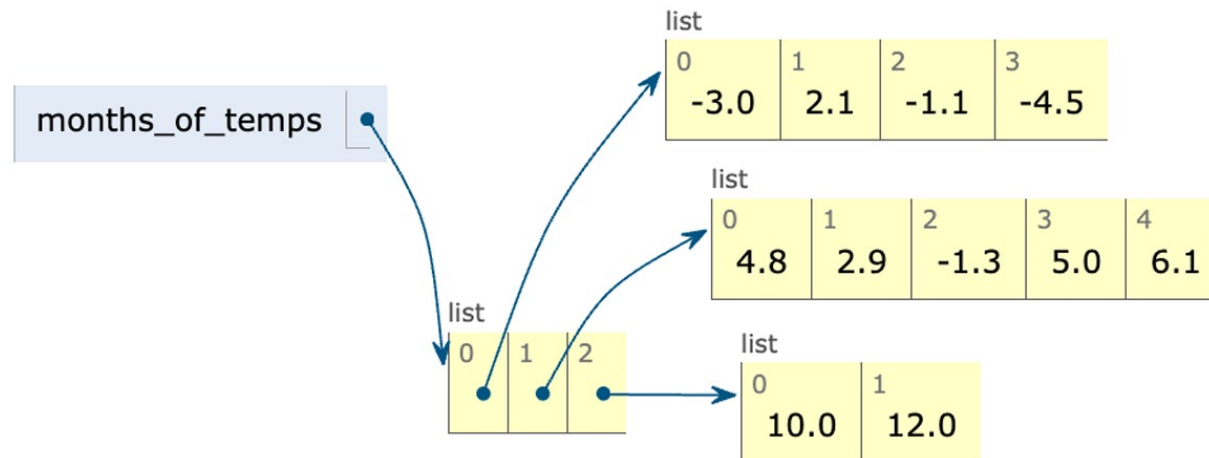 list
0 1 2 3
-3.0 2.1 -1.1 -4.5
months_of_temps
list
0 1 2 3 4
4.8 2.9 -1.3 5.0 6.1
list
0 1 2
list
0 1
10.0 12.0